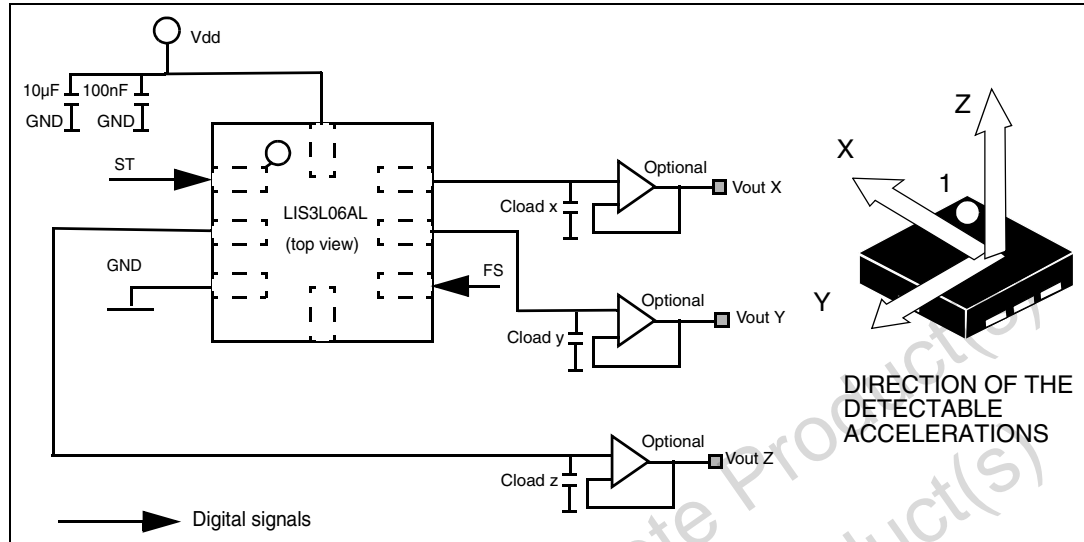 Vdd
10µF 100nF
GND GND
ST
LIS3L06AL
(top view)
GND
FS
Optional
Cload x
Vout X
Optional
Cload y
Vout Y
Optional
Cload z
Vout Z
Digital signals
Z
X
1
Y
DIRECTION OF THE
DETECTABLE
ACCELERATIONS
Product(s)